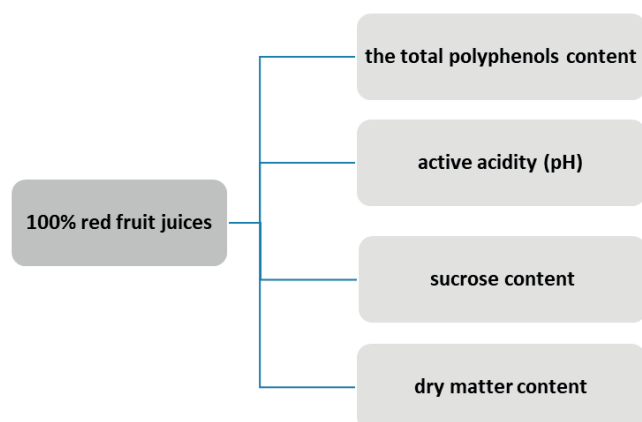 the total polyphenols content
active acidity (pH)
100% red fruit juices
sucrose content
dry matter content